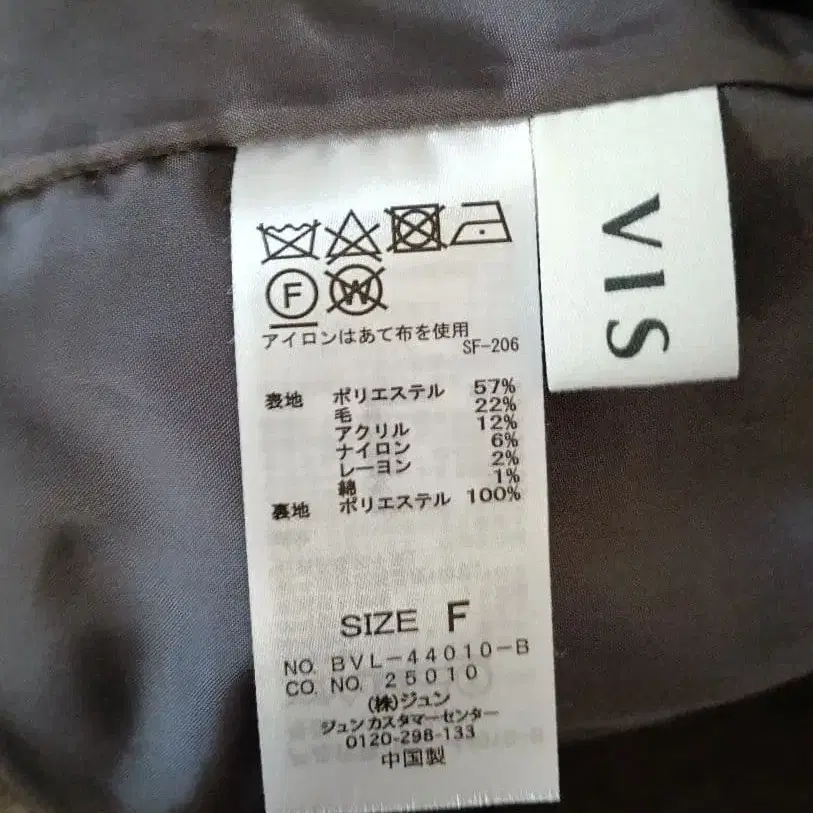 F W
アイロンはあて布を使用
SF-206
表地 ポリエステル 57%
毛 22%
アクリル 12%
ナイロン 6%
レーヨン 2%
綿 1%
裏地 ポリエステル 100%
SIZE F
NO. BVL-44010-B
CO. NO. 25010
(株)ジュン
ジュンカスタマーセンター
0120-298-133
中国製
VIS